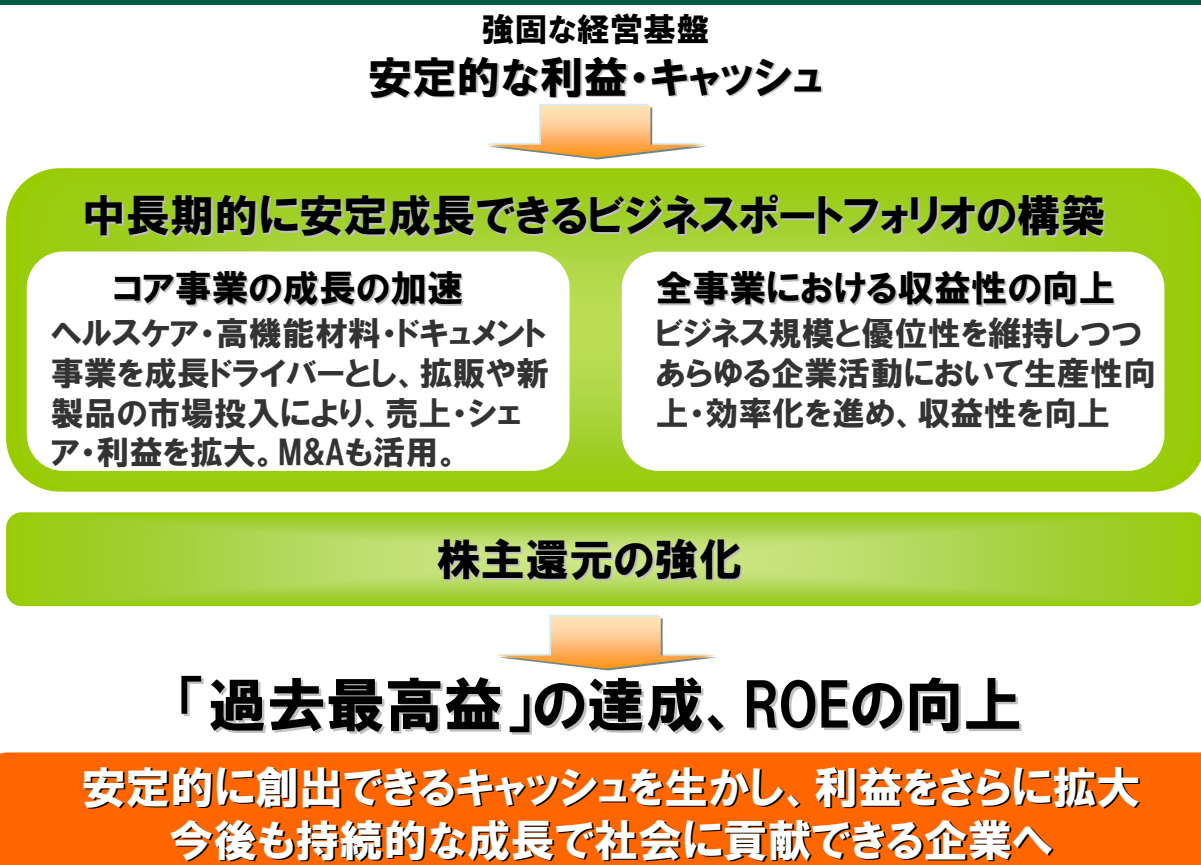 強固な経営基盤
安定的な利益・キャッシュ
中長期的に安定成長できるビジネスポートフォリオの構築
コア事業の成長の加速
ヘルスケア・高機能材料・ドキュメント
事業を成長ドライバーとし、拡販や新
製品の市場投入により、売上・シェ
ア・利益を拡大。M&Aも活用。
全事業における収益性の向上
ビジネス規模と優位性を維持しつつ
あらゆる企業活動において生産性向
上・効率化を進め、収益性を向上
株主還元の強化
「過去最高益」の達成、ROEの向上
安定的に創出できるキャッシュを生かし、利益をさらに拡大
今後も持続的な成長で社会に貢献できる企業へ